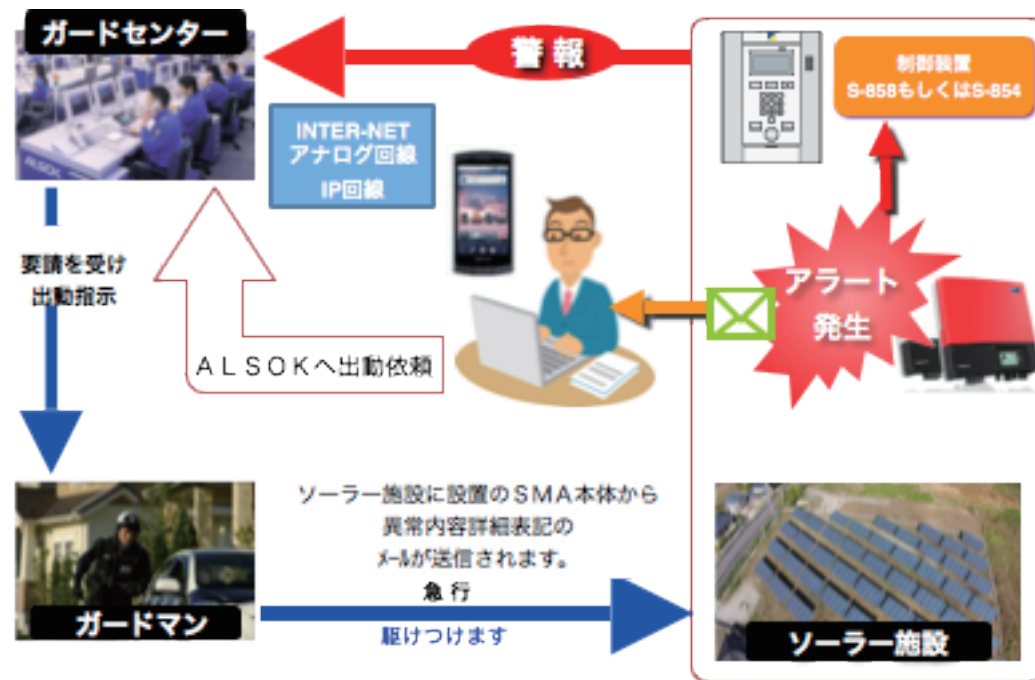 ガードセンター
警報
制御装置
S-858もしくはS-854
INTER-NET
アナログ回線
IP回線
ALSOK
要請を受け
出動指示
アラート
発生
ＡＬＳＯＫへ出動依頼
ソーラー施設に設置のＳＭＡ本体から
異常内容詳細表記の
ﾒｰﾙが送信されます。
急行
駆けつけます
ガードマン
ソーラー施設